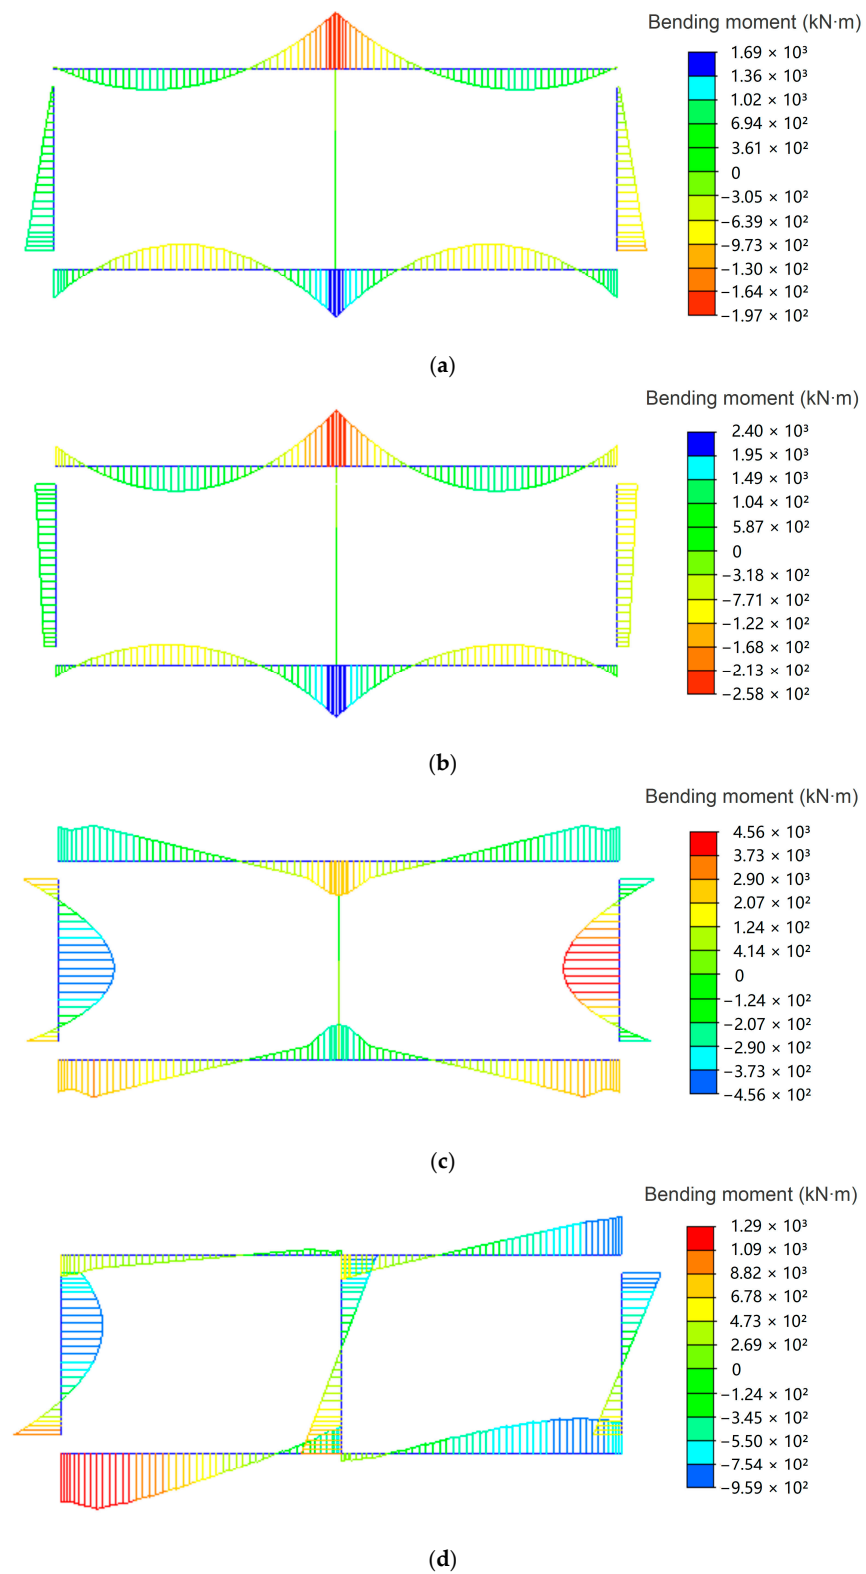 Bending moment (kN·m)
1.69 × 10³
1.36 × 10³
1.02 × 10³
6.94 × 10²
3.61 × 10²
0
−3.05 × 10²
−6.39 × 10²
−9.73 × 10²
−1.30 × 10²
−1.64 × 10²
−1.97 × 10²
(a)
Bending moment (kN·m)
2.40 × 10³
1.95 × 10³
1.49 × 10³
1.04 × 10²
5.87 × 10²
0
−3.18 × 10²
−7.71 × 10²
−1.22 × 10²
−1.68 × 10²
−2.13 × 10²
−2.58 × 10²
(b)
Bending moment (kN·m)
4.56 × 10³
3.73 × 10³
2.90 × 10³
2.07 × 10²
1.24 × 10²
4.14 × 10²
0
−1.24 × 10²
−2.07 × 10²
−2.90 × 10²
−3.73 × 10²
−4.56 × 10²
(c)
Bending moment (kN·m)
1.29 × 10³
1.09 × 10³
8.82 × 10³
6.78 × 10²
4.73 × 10²
2.69 × 10²
0
−1.24 × 10²
−3.45 × 10²
−5.50 × 10²
−7.54 × 10²
−9.59 × 10²
(d)